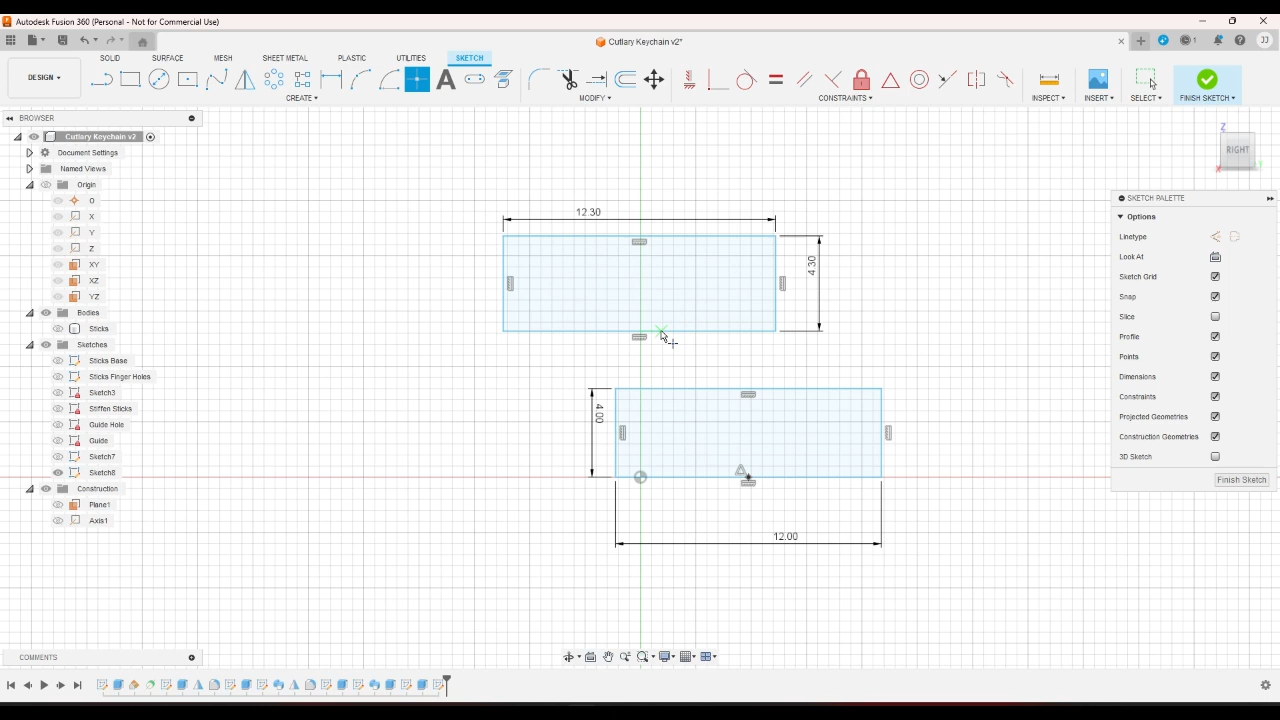 Autodesk Fusion 360 (Personal - Not for Commercial Use)
Cutlary Keychain v2*
1
JJ
DESIGN
SOLID
SURFACE
MESH
SHEET METAL
PLASTIC
UTILITIES
SKETCH
CREATE
MODIFY
CONSTRAINTS
INSPECT
INSERT
SELECT
FINISH SKETCH
BROWSER
Cutlary Keychain v2
Document Settings
Named Views
Origin
O
X
Y
Z
XY
XZ
YZ
Bodies
Sticks
Sketches
Sticks Base
Sticks Finger Holes
Sketch3
Stiffen Sticks
Guide Hole
Guide
Sketch7
Sketch8
Construction
Plane1
Axis1
12.30
4.30
4.00
12.00
Z
RIGHT
X
Y
SKETCH PALETTE
Options
Linetype
Look At
Sketch Grid
Snap
Slice
Profile
Points
Dimensions
Constraints
Projected Geometries
Construction Geometries
3D Sketch
Finish Sketch
COMMENTS